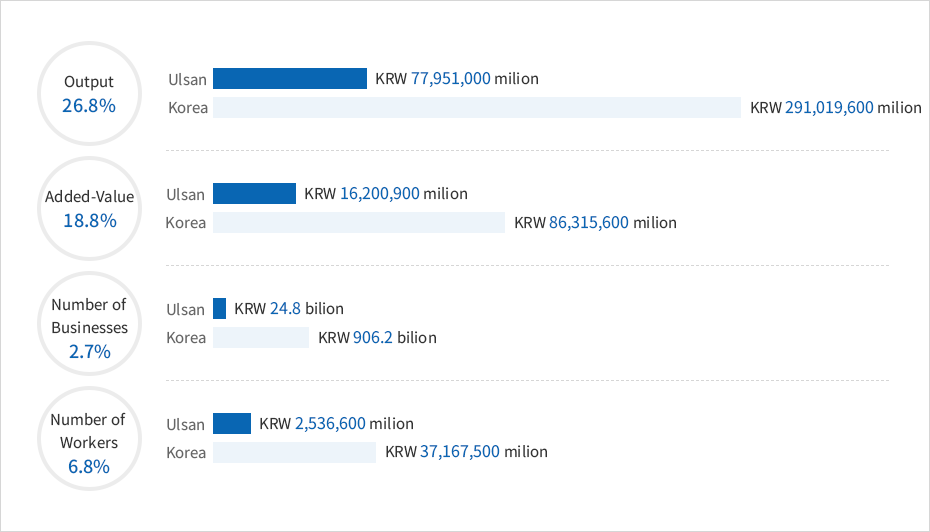 Output
26.8%
Ulsan KRW 77,951,000 milion
Korea KRW 291,019,600 milion
Added-Value
18.8%
Ulsan KRW 16,200,900 milion
Korea KRW 86,315,600 milion
Number of
Businesses
2.7%
Ulsan KRW 24.8 bilion
Korea KRW 906.2 bilion
Number of
Workers
6.8%
Ulsan KRW 2,536,600 milion
Korea KRW 37,167,500 milion